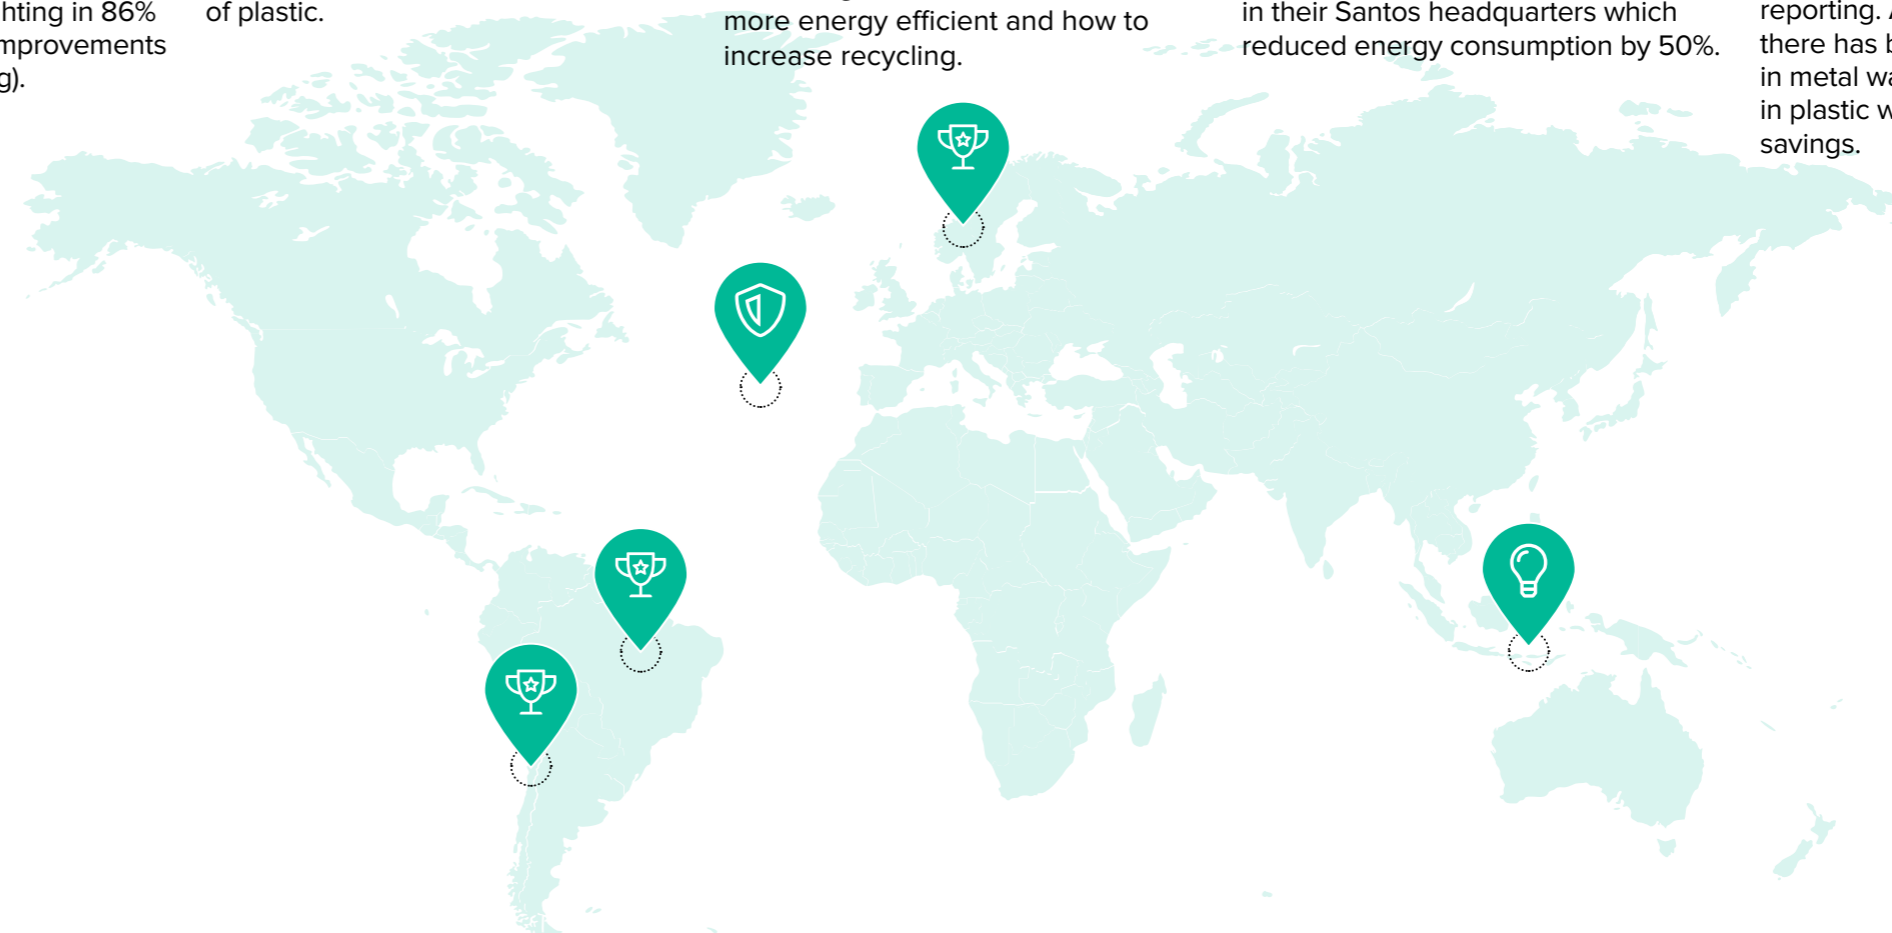 hting in 86%
mprovements
g).
of plastic.
more energy efficient and how to
increase recycling.
in their Santos headquarters which
reduced energy consumption by 50%.
reporting.
there has b
in metal wa
in plastic w
savings.